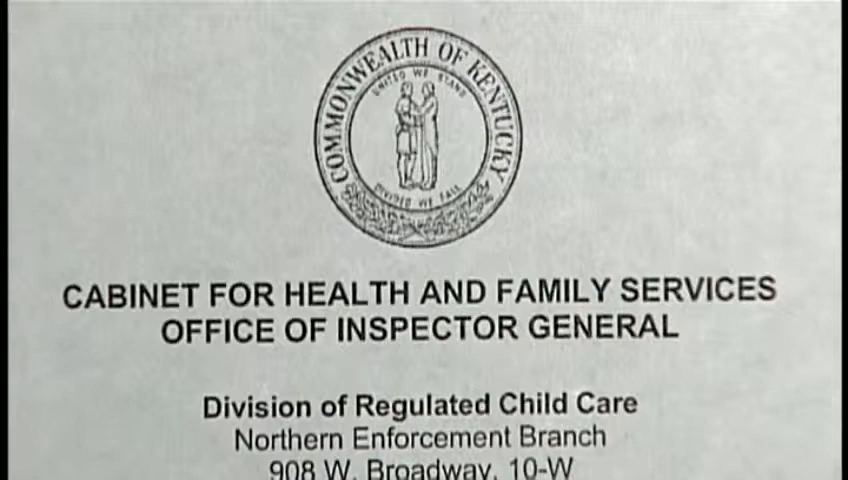 COMMONWEALTH OF KENTUCKY
UNITED WE STAND
DIVIDED WE FALL
CABINET FOR HEALTH AND FAMILY SERVICES
OFFICE OF INSPECTOR GENERAL
Division of Regulated Child Care
Northern Enforcement Branch
908 W. Broadway, 10-W